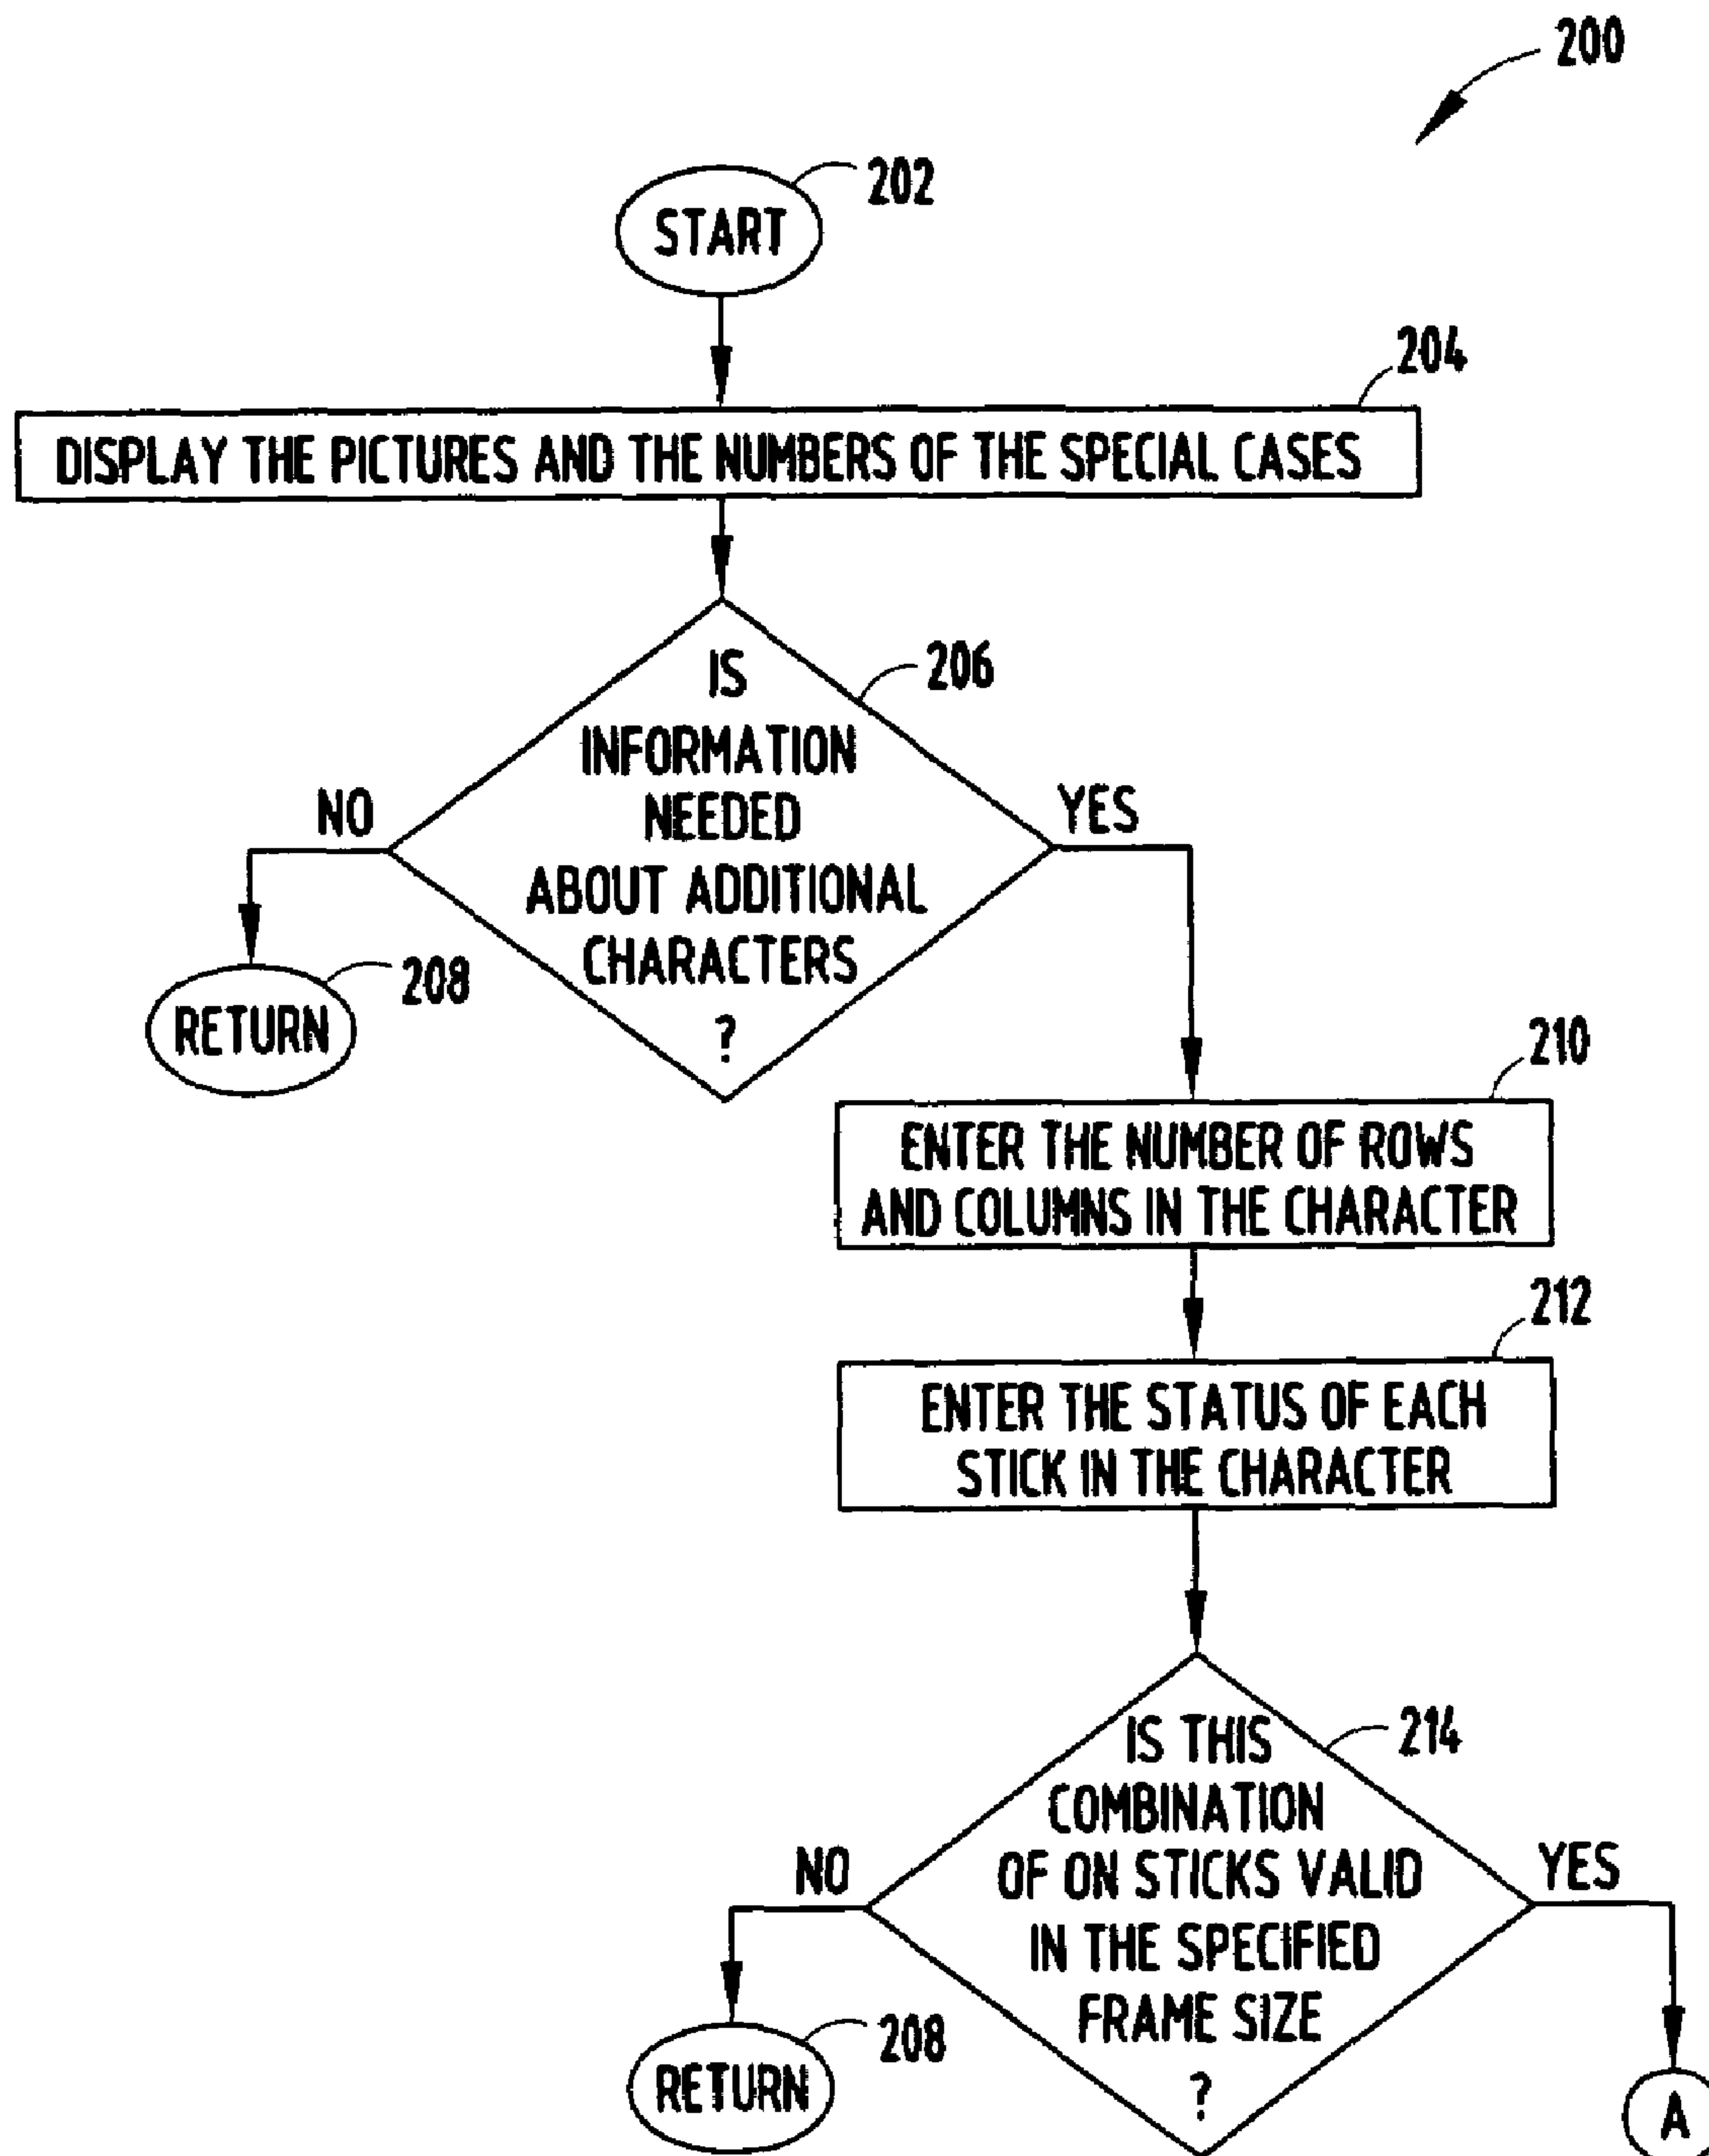 200
202
START
204
DISPLAY THE PICTURES AND THE NUMBERS OF THE SPECIAL CASES
206
IS
INFORMATION
NEEDED
ABOUT ADDITIONAL
CHARACTERS
?
NO
YES
208
RETURN
210
ENTER THE NUMBER OF ROWS
AND COLUMNS IN THE CHARACTER
212
ENTER THE STATUS OF EACH
STICK IN THE CHARACTER
214
IS THIS
COMBINATION
OF ON STICKS VALID
IN THE SPECIFIED
FRAME SIZE
?
NO
YES
208
RETURN
A